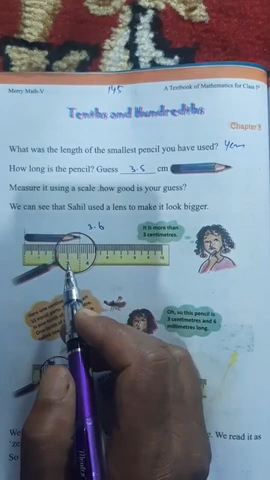 Merry Math-V
145
A Textbook of Mathematics for Class 5
Tenths and Hundredths
Chapter
What was the length of the smallest pencil you have used? Yem
How long is the pencil? Guess 3.5 cm
Measure it using a scale .how good is your guess?
We can see that Sahil used a lens to make it look bigger.
3.6
It is more than
3 centimetres.
Oh, so this pencil is
3 centimetres and 6
millimetres long.
We
. We read it as
So